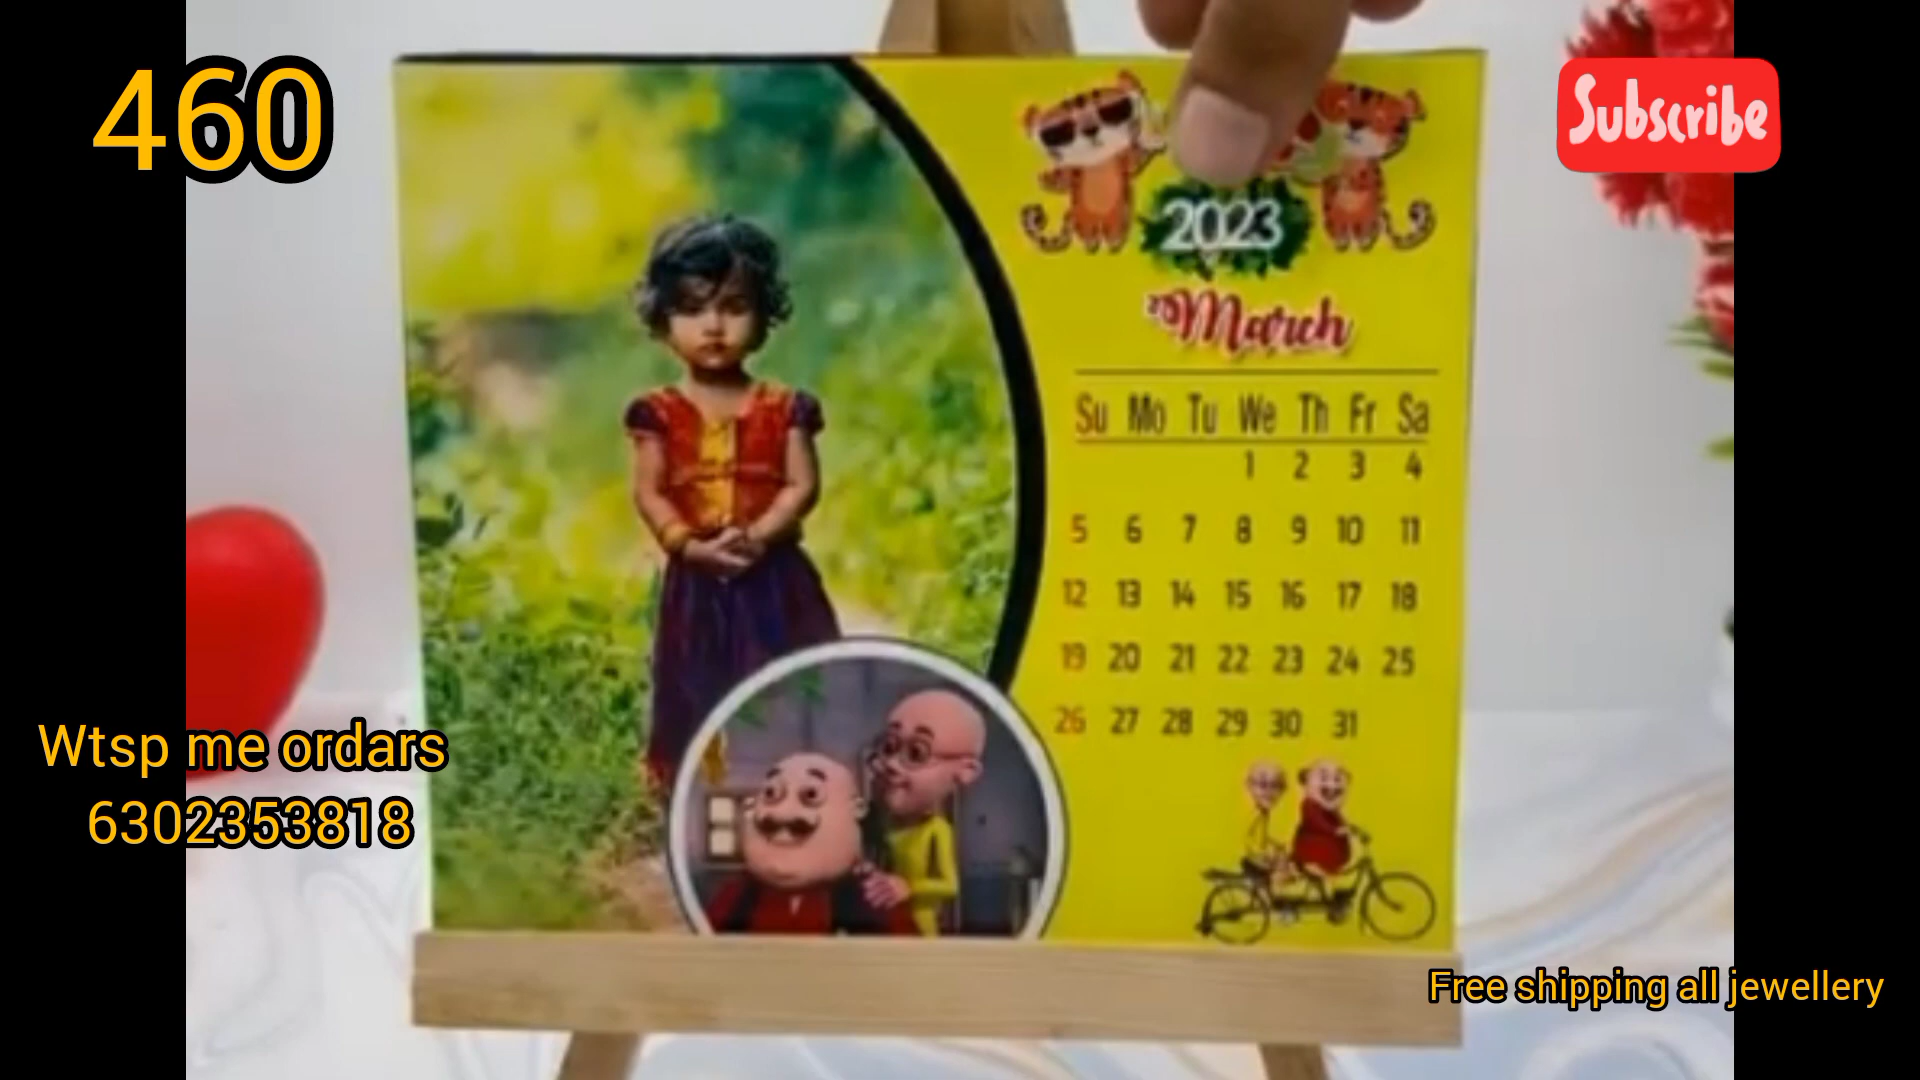 460
Subscribe
2023
March
Su Mo Tu We Th Fr Sa
1 2 3 4
5 6 7 8 9 10 11
12 13 14 15 16 17 18
19 20 21 22 23 24 25
26 27 28 29 30 31
Wtsp me ordars
6302353818
Free shipping all jewellery